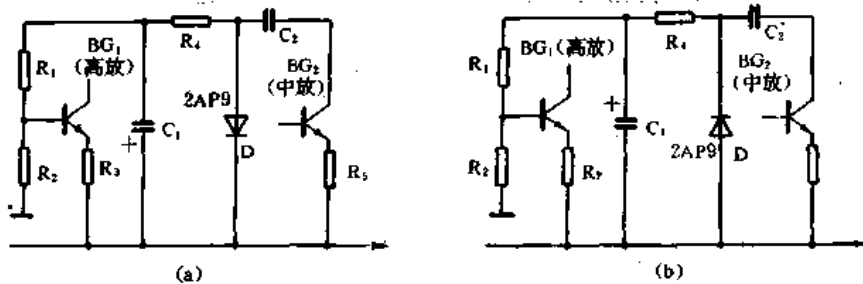 BG₁
(高放)
R₁
R₂
R₃
R₄
C₁
+
2AP9
D
C₂
BG₂
(中放)
R₅
(a)
R₁
BG₁(高放)
R₂
+
C₁
R₄
C₂
BG₂
(中放)
2AP9
D
(b)